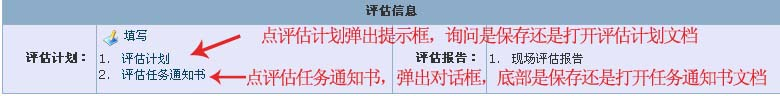 评估信息
填写
点评估计划弹出提示框，询问是保存还是打开评估计划文档
评估计划：
1. 评估计划
评估报告：
1. 现场评估报告
2. 评估任务通知书
点评估任务通知书，弹出对话框，底部是保存还是打开任务通知书文档